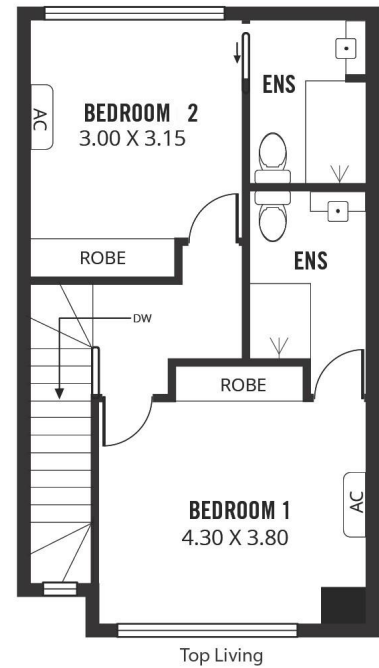 ENS
BEDROOM 2
3.00 X 3.15
AC
ROBE
ENS
DW
ROBE
BEDROOM 1
4.30 X 3.80
AC
Top Living